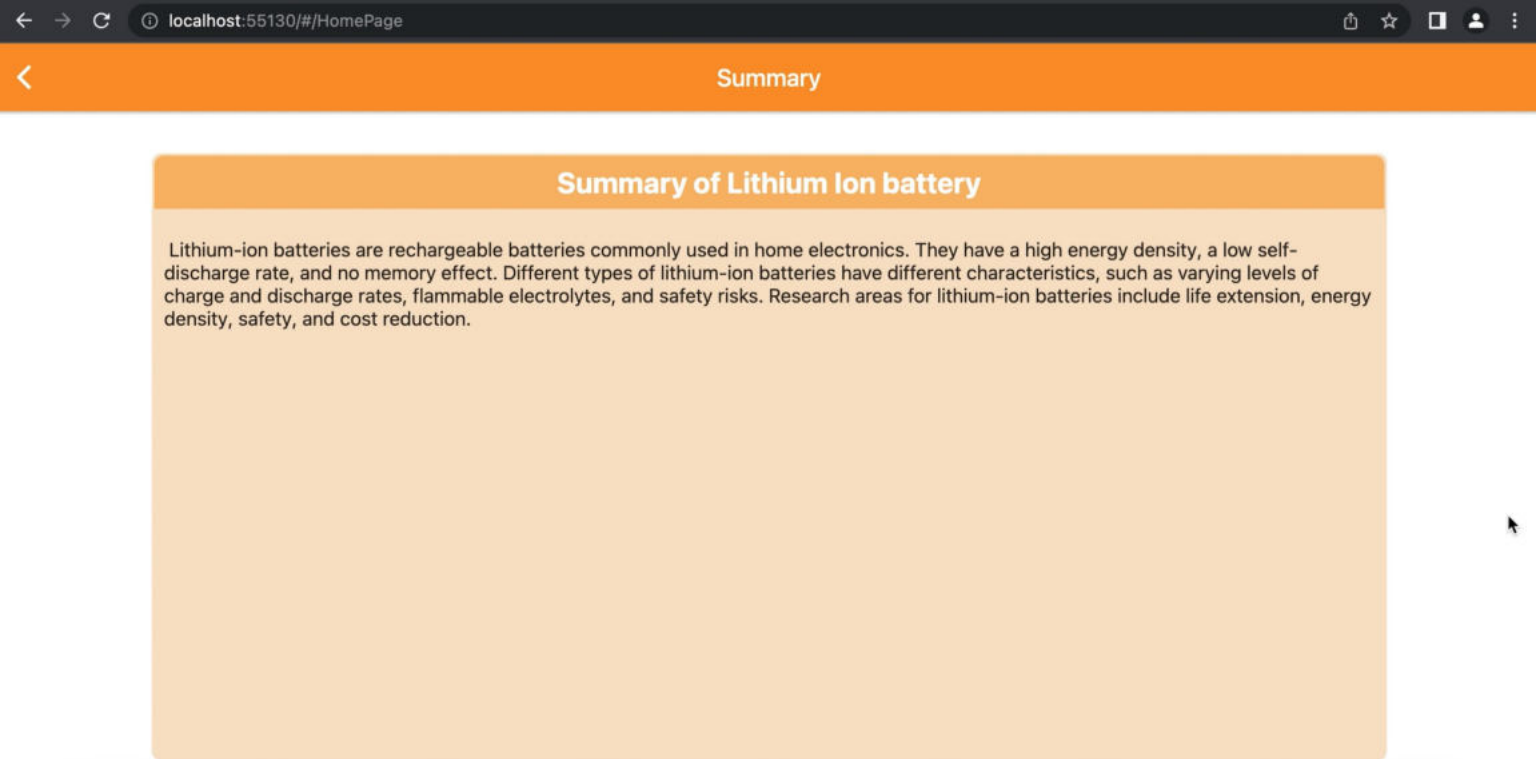 localhost:55130/#/HomePage
Summary
Summary of Lithium Ion battery
Lithium-ion batteries are rechargeable batteries commonly used in home electronics. They have a high energy density, a low self-
discharge rate, and no memory effect. Different types of lithium-ion batteries have different characteristics, such as varying levels of
charge and discharge rates, flammable electrolytes, and safety risks. Research areas for lithium-ion batteries include life extension, energy
density, safety, and cost reduction.